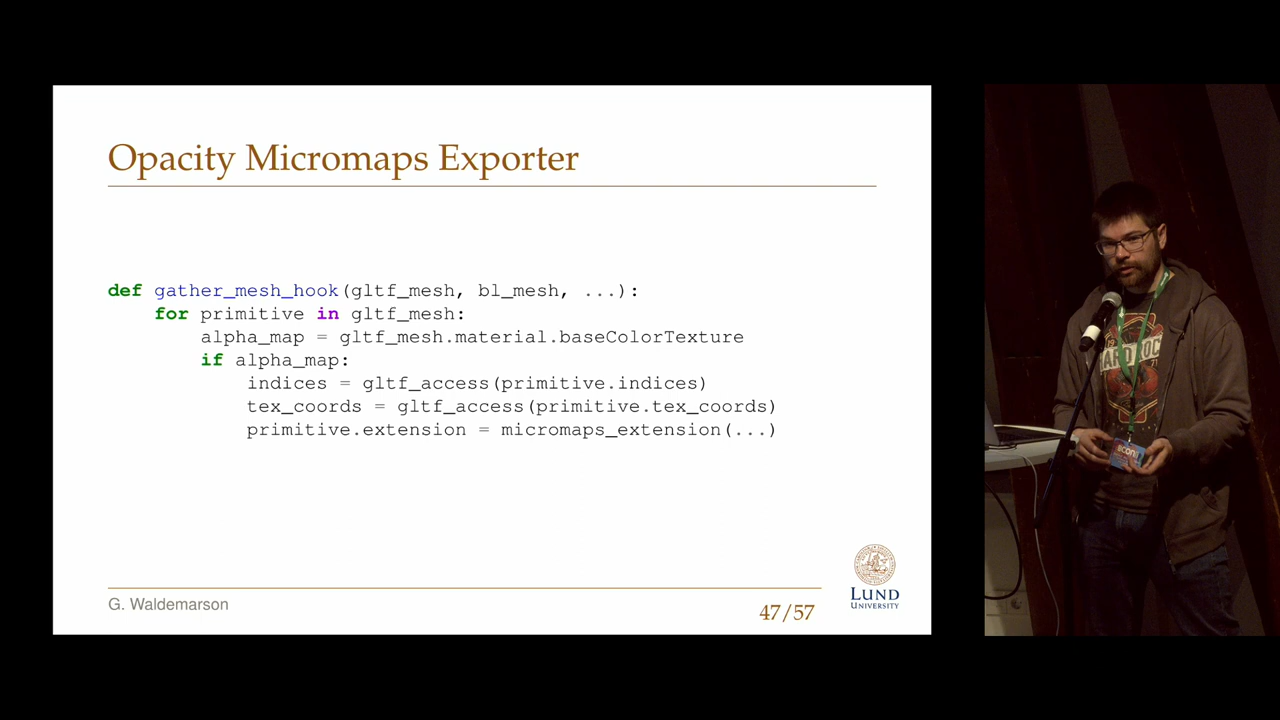 Opacity Micromaps Exporter
def gather_mesh_hook(gltf_mesh, bl_mesh, ...):
for primitive in gltf_mesh:
alpha_map = gltf_mesh.material.baseColorTexture
if alpha_map:
indices = gltf_access(primitive.indices)
tex_coords = gltf_access(primitive.tex_coords)
primitive.extension = micromaps_extension(...)
G. Waldemarson
47/57
LUND
UNIVERSITY